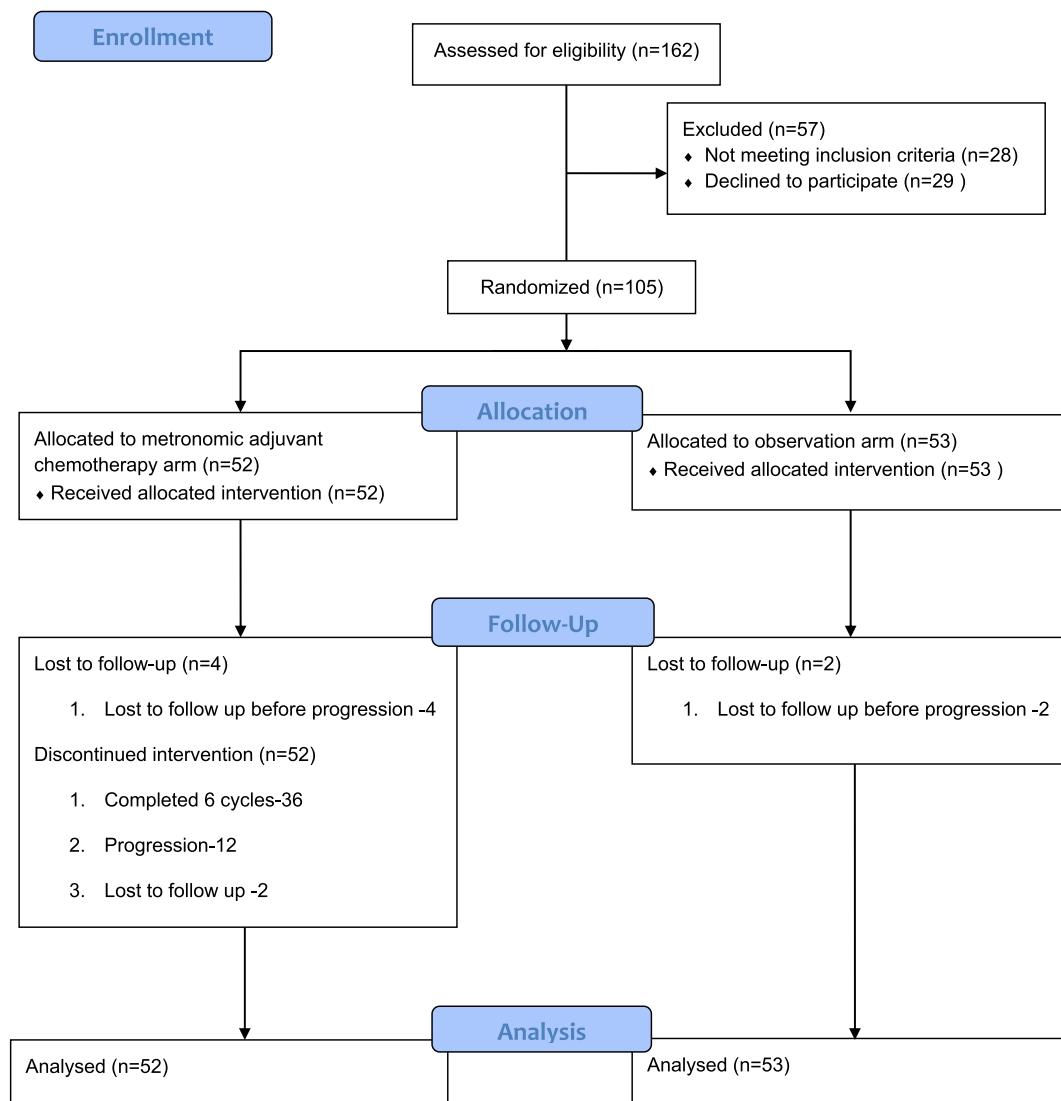 Enrollment
Assessed for eligibility (n=162)
Excluded (n=57)
♦ Not meeting inclusion criteria (n=28)
♦ Declined to participate (n=29 )
Randomized (n=105)
Allocation
Allocated to metronomic adjuvant
chemotherapy arm (n=52)
♦ Received allocated intervention (n=52)
Allocated to observation arm (n=53)
♦ Received allocated intervention (n=53 )
Follow-Up
Lost to follow-up (n=4)
1. Lost to follow up before progression -4
Discontinued intervention (n=52)
1. Completed 6 cycles-36
2. Progression-12
3. Lost to follow up -2
Lost to follow-up (n=2)
1. Lost to follow up before progression -2
Analysis
Analysed (n=52)
Analysed (n=53)